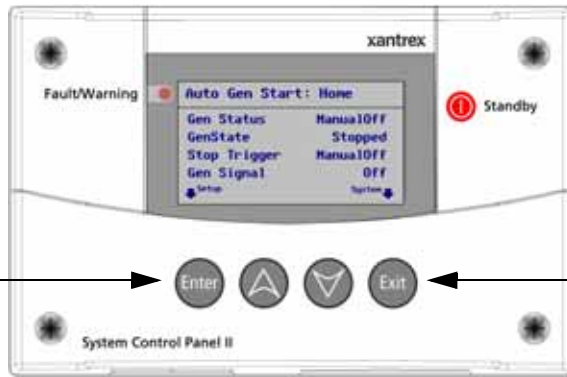 xantrex
Fault/Warning
Standby
Auto Gen Start: Home
Gen Status ManualOff
GenState Stopped
Stop Trigger ManualOff
Gen Signal Off
Setup System
Enter Exit
System Control Panel II